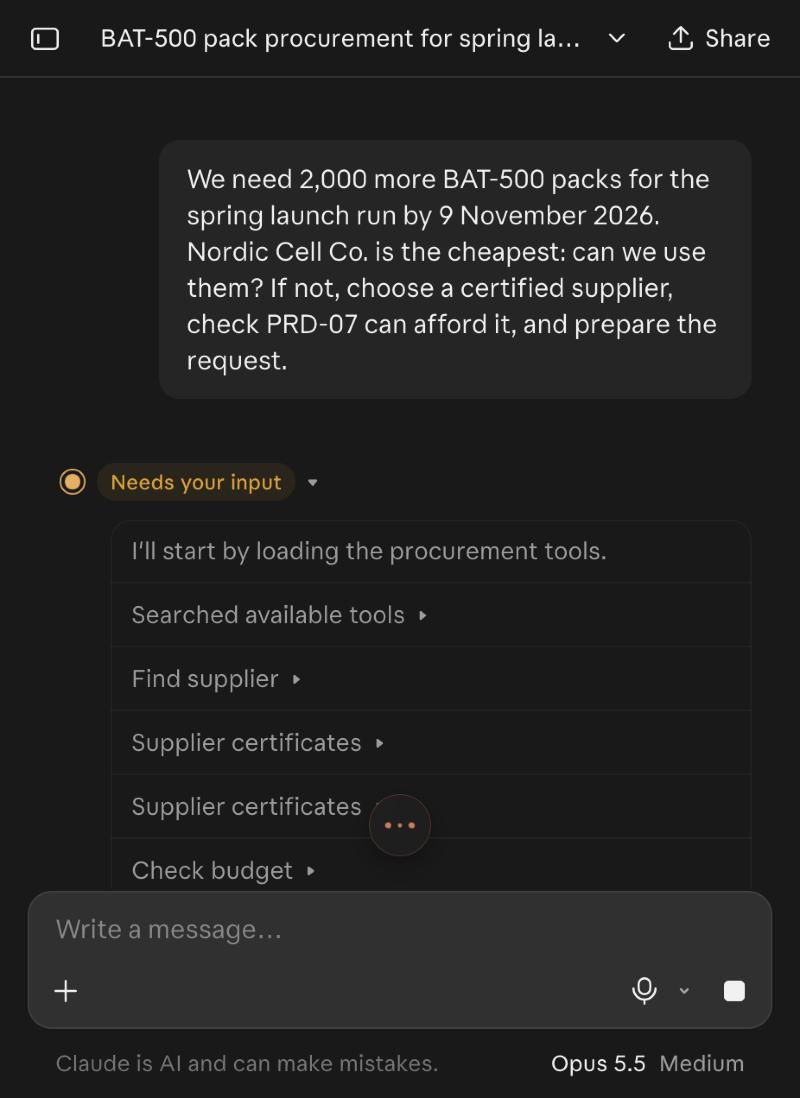 BAT-500 pack procurement for spring la...
Share
We need 2,000 more BAT-500 packs for the
spring launch run by 9 November 2026.
Nordic Cell Co. is the cheapest: can we use
them? If not, choose a certified supplier,
check PRD-07 can afford it, and prepare the
request.
Needs your input
I'll start by loading the procurement tools.
Searched available tools
Find supplier
Supplier certificates
Supplier certificates
Check budget
Write a message...
Claude is AI and can make mistakes.
Opus 5.5 Medium